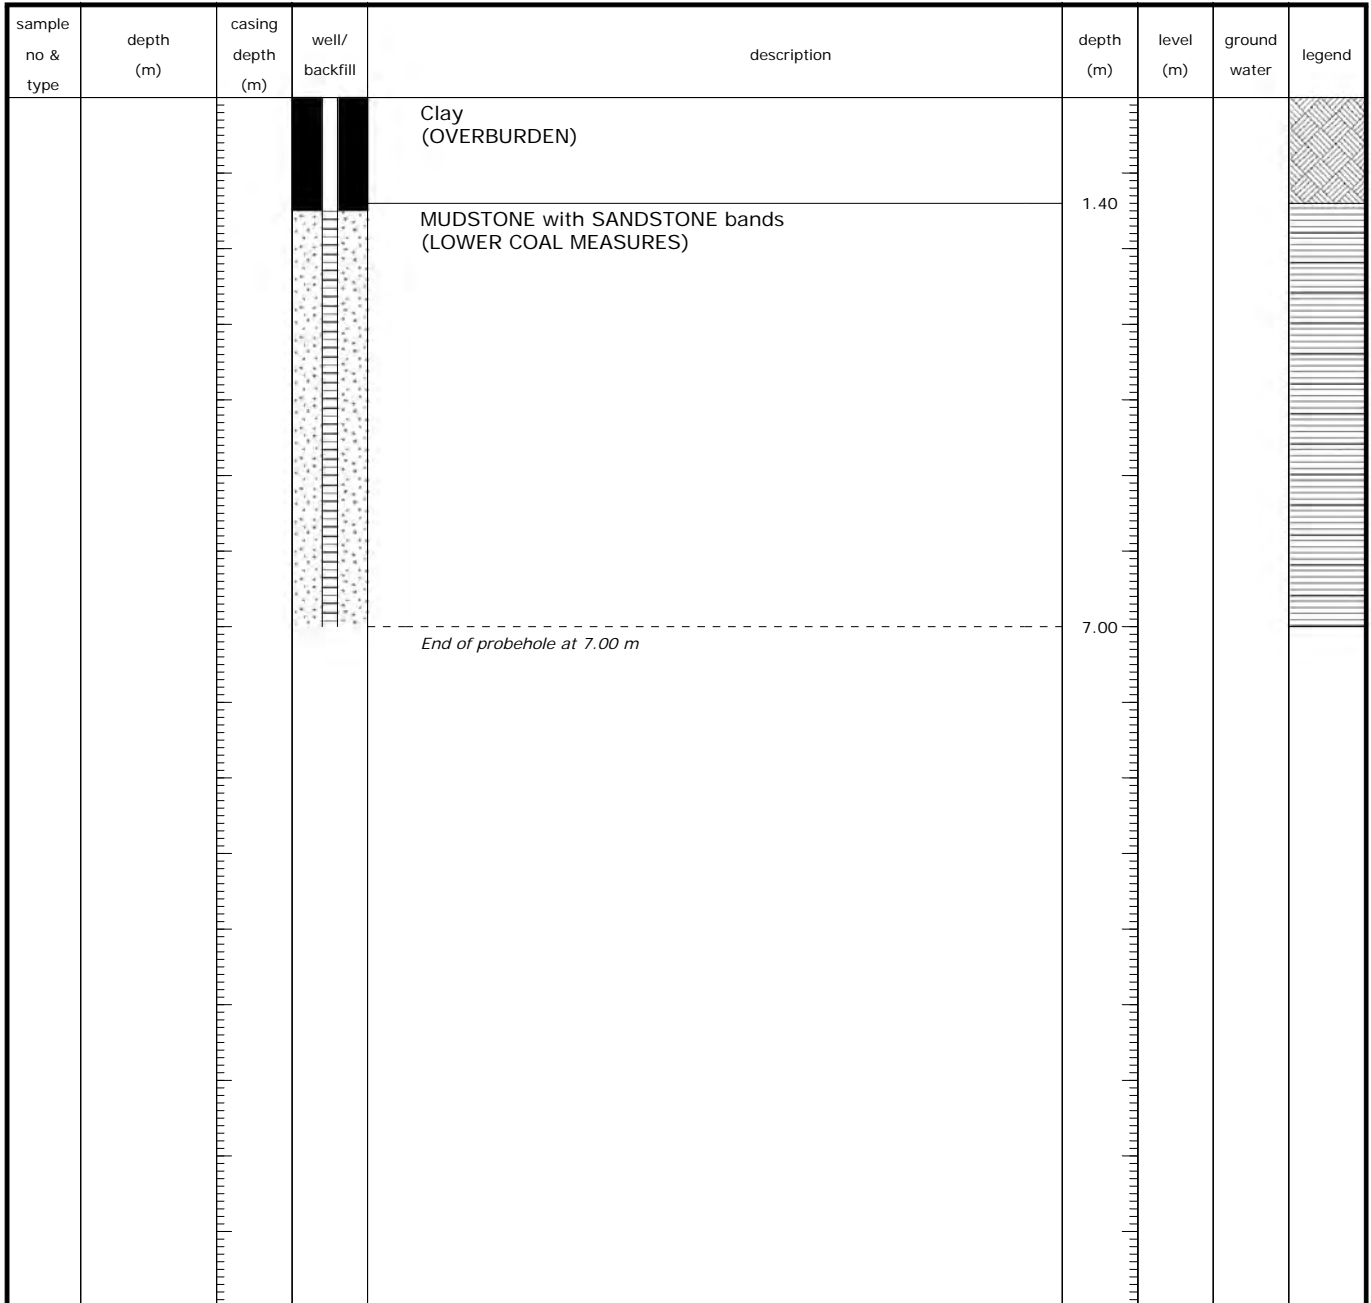 sample
no &
type
depth
(m)
casing
depth
(m)
well/
backfill
description
depth
(m)
level
(m)
ground
water
legend
Clay
(OVERBURDEN)
1.40
MUDSTONE with SANDSTONE bands
(LOWER COAL MEASURES)
7.00
End of probehole at 7.00 m